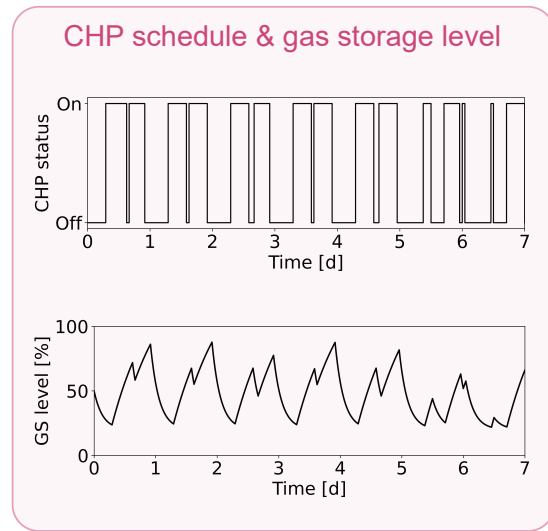 CHP schedule & gas storage level
On
CHP status
Off
0 1 2 3 4 5 6 7
Time [d]
100
GS level [%]
50
0
0 1 2 3 4 5 6 7
Time [d]